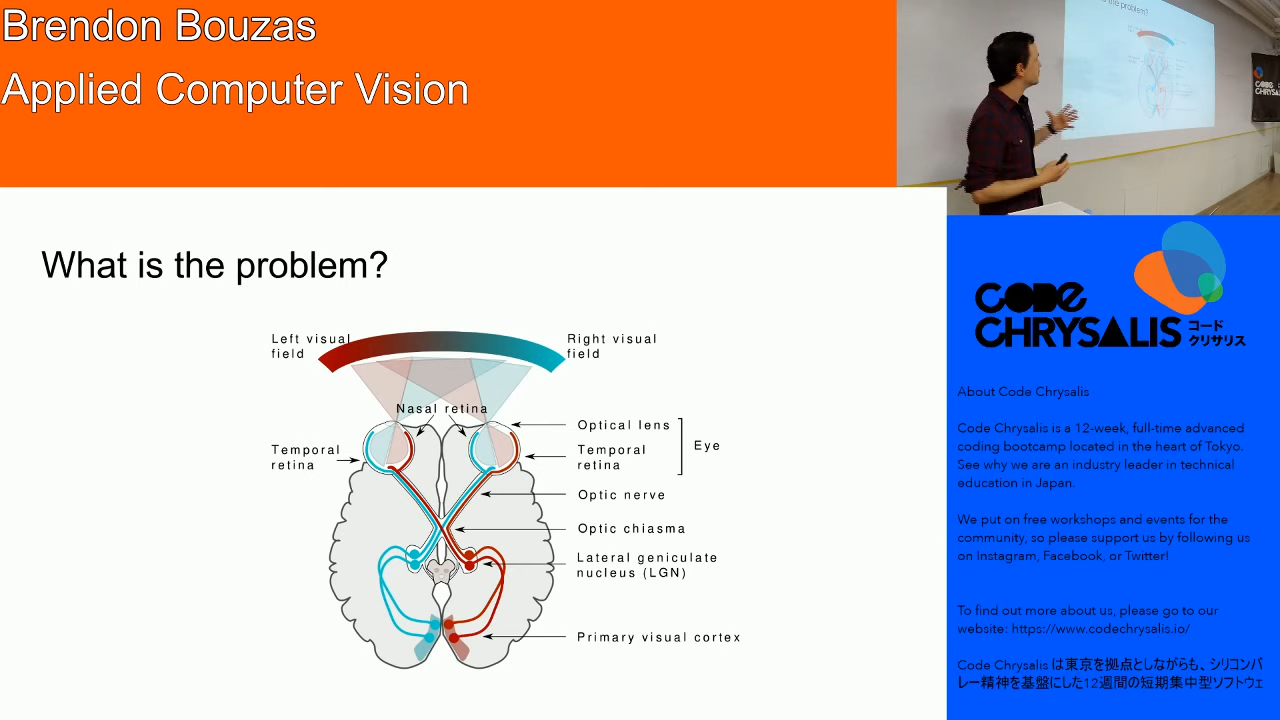 Brendon Bouzas
Applied Computer Vision
What is the problem?
Left visual
field
Right visual
field
Nasal retina
Optical lens
Temporal
retina
Eye
Temporal
retina
Optic nerve
Optic chiasma
Lateral geniculate
nucleus (LGN)
Primary visual cortex
the problem?
CODE
CHRYSALIS
CODE
CHRYSALIS
コード
クリサリス
About Code Chrysalis
Code Chrysalis is a 12-week, full-time advanced
coding bootcamp located in the heart of Tokyo.
See why we are an industry leader in technical
education in Japan.
We put on free workshops and events for the
community, so please support us by following us
on Instagram, Facebook, or Twitter!
To find out more about us, please go to our
website: https://www.codechrysalis.io/
Code Chrysalis は東京を拠点としながらも、シリコンバ
レー精神を基盤にした12週間の短期集中型ソフトウェ